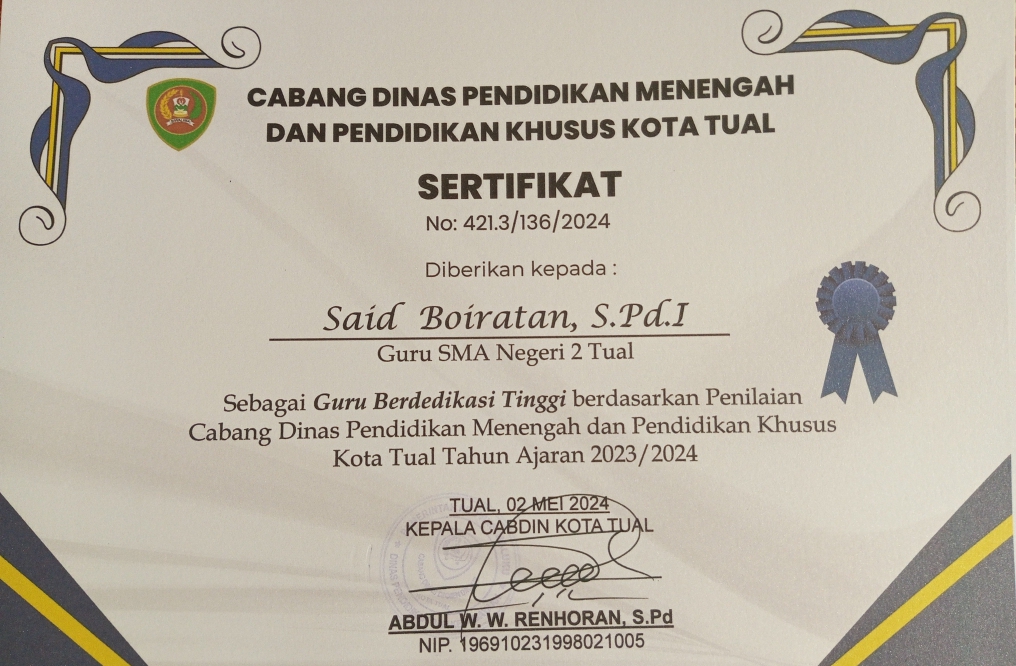 CABANG DINAS PENDIDIKAN MENENGAH
DAN PENDIDIKAN KHUSUS KOTA TUAL
SERTIFIKAT
No: 421.3/136/2024
Diberikan kepada :
Said Boiratan, S.Pd.I
Guru SMA Negeri 2 Tual
Sebagai Guru Berdedikasi Tinggi berdasarkan Penilaian
Cabang Dinas Pendidikan Menengah dan Pendidikan Khusus
Kota Tual Tahun Ajaran 2023/2024
TUAL, 02 MEI 2024
KEPALA CABDIN KOTA TUAL
ABDUL W. W. RENHORAN, S.Pd
NIP. 196910231998021005